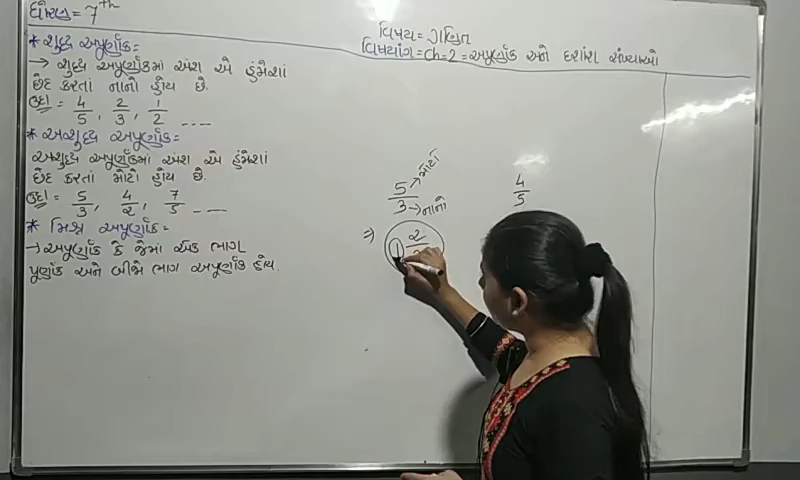 ધોરણ = 7th
વિષય = ગણિત
વિષયાંગ = Ch = 2 = અપૂર્ણાંક અને દશાંશ સંખ્યાઓ
* શુદ્ધ અપૂર્ણાંક =
→ શુદ્ધ અપૂર્ણાંકમાં અંશ એ હંમેશાં
છેદ કરતાં નાનો હોય છે.
ઉદા = 4/5, 2/3, 1/2 ----
* અશુદ્ધ અપૂર્ણાંક =
અશુદ્ધ અપૂર્ણાંકમાં અંશ એ હંમેશાં
છેદ કરતાં મોટો હોય છે.
ઉદા = 5/3, 4/2, 7/5 ----
* મિશ્ર અપૂર્ણાંક =
→ અપૂર્ણાંક કે જેમાં એક ભાગ
પૂર્ણાંક અને બીજો ભાગ અપૂર્ણાંક હોય.
5/3 → મોટો → નાનો
4/5
⇒ 1 2